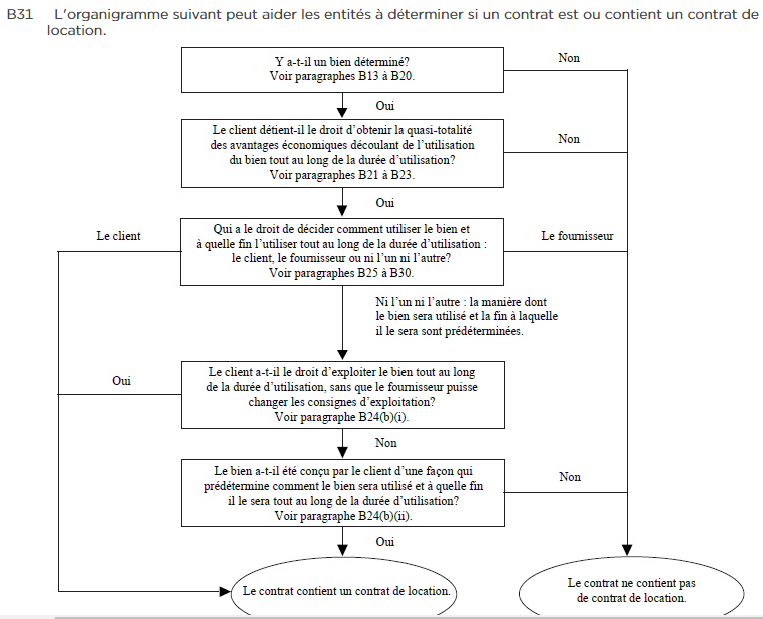 B31 L'organigramme suivant peut aider les entités à déterminer si un contrat est ou contient un contrat de
location.
Y a-t-il un bien déterminé?
Voir paragraphes B13 à B20.
Non
Oui
Le client détient-il le droit d'obtenir la quasi-totalité
des avantages économiques découlant de l'utilisation
du bien tout au long de la durée d'utilisation?
Voir paragraphes B21 à B23.
Non
Oui
Le client
Qui a le droit de décider comment utiliser le bien et
à quelle fin l'utiliser tout au long de la durée d'utilisation :
le client, le fournisseur ou ni l'un ni l'autre?
Voir paragraphes B25 à B30.
Le fournisseur
Ni l'un ni l'autre : la manière dont
le bien sera utilisé et la fin à laquelle
il le sera sont prédéterminées.
Oui
Le client a-t-il le droit d'exploiter le bien tout au long
de la durée d'utilisation, sans que le fournisseur puisse
changer les consignes d'exploitation?
Voir paragraphe B24(b)(i).
Non
Le bien a-t-il été conçu par le client d'une façon qui
prédétermine comment le bien sera utilisé et à quelle fin
il le sera tout au long de la durée d'utilisation?
Voir paragraphe B24(b)(ii).
Non
Oui
Le contrat contient un contrat de location.
Le contrat ne contient pas
de contrat de location.